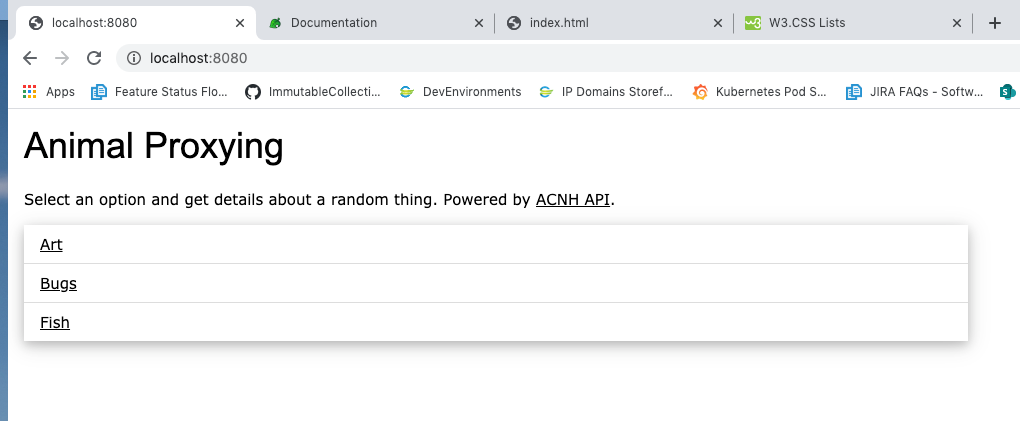 localhost:8080 Documentation index.html W3.CSS Lists
localhost:8080
Apps Feature Status Flo... ImmutableCollecti... DevEnvironments IP Domains Storef... Kubernetes Pod S... JIRA FAQs - Softw...
Animal Proxying
Select an option and get details about a random thing. Powered by ACNH API.
Art
Bugs
Fish